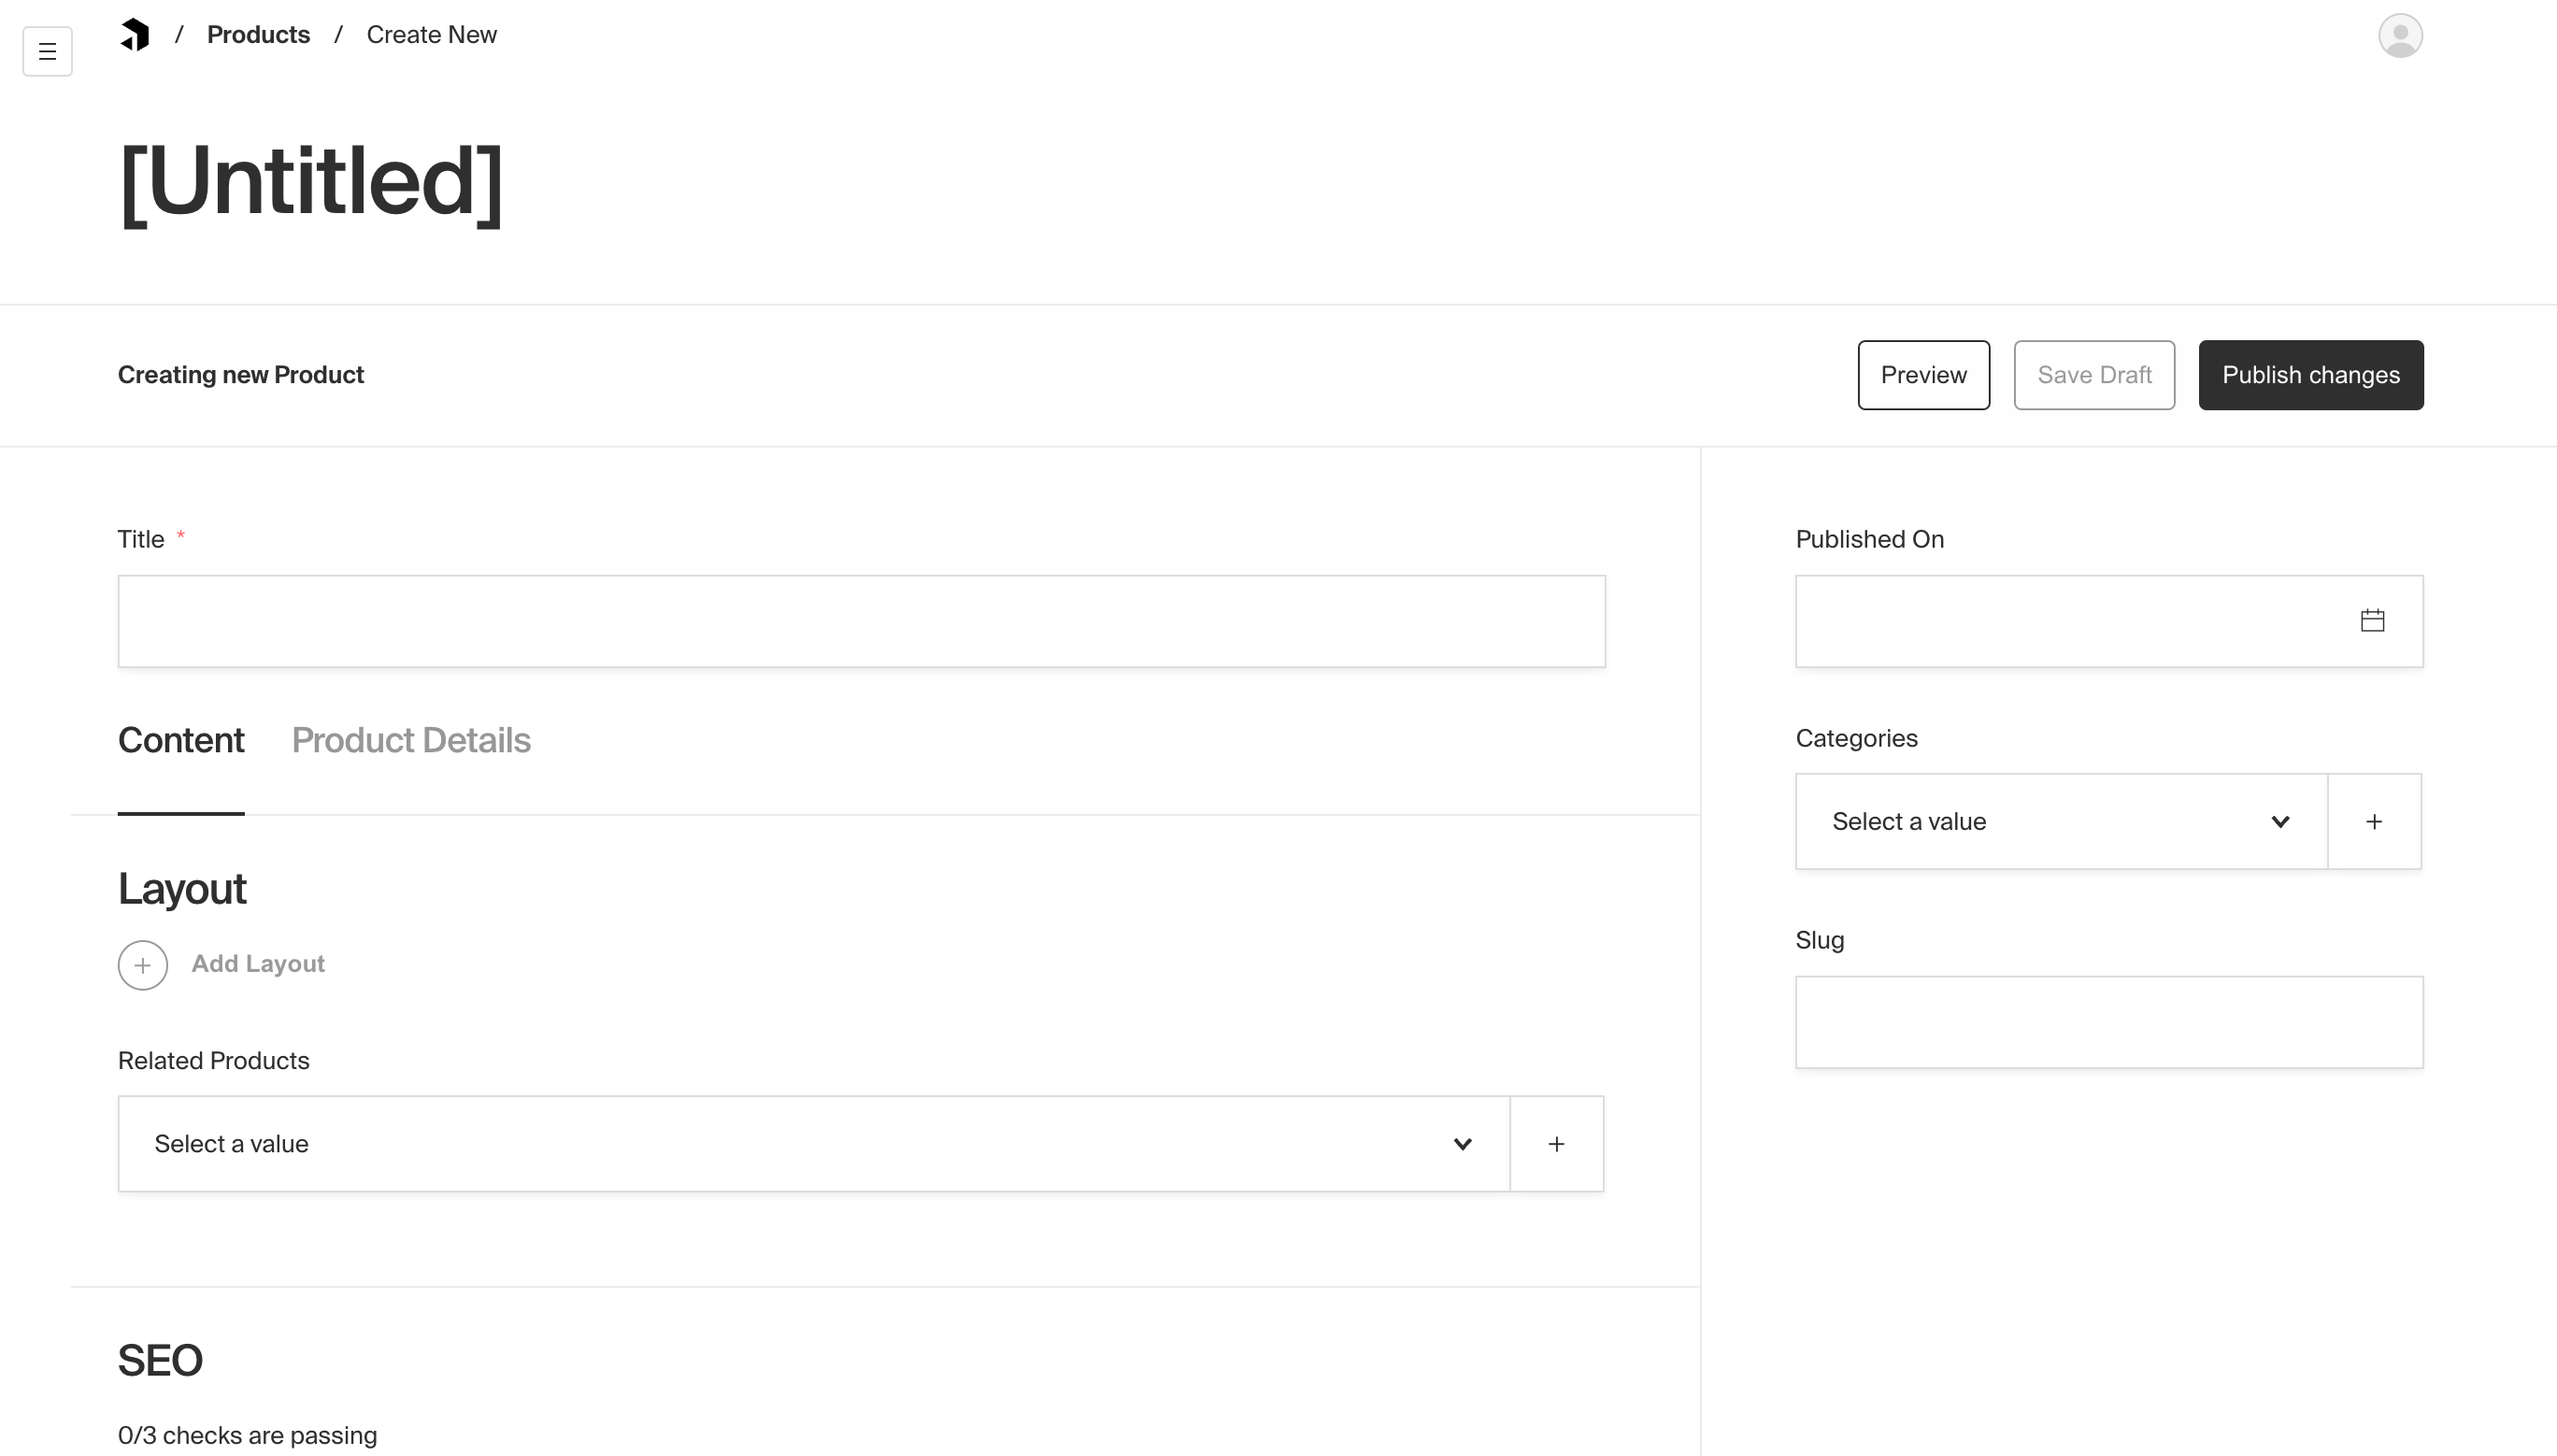 / Products / Create New
[Untitled]
Creating new Product
Preview
Save Draft
Publish changes
Title *
Content
Product Details
Layout
Add Layout
Related Products
Select a value
SEO
0/3 checks are passing
Published On
Categories
Select a value
Slug